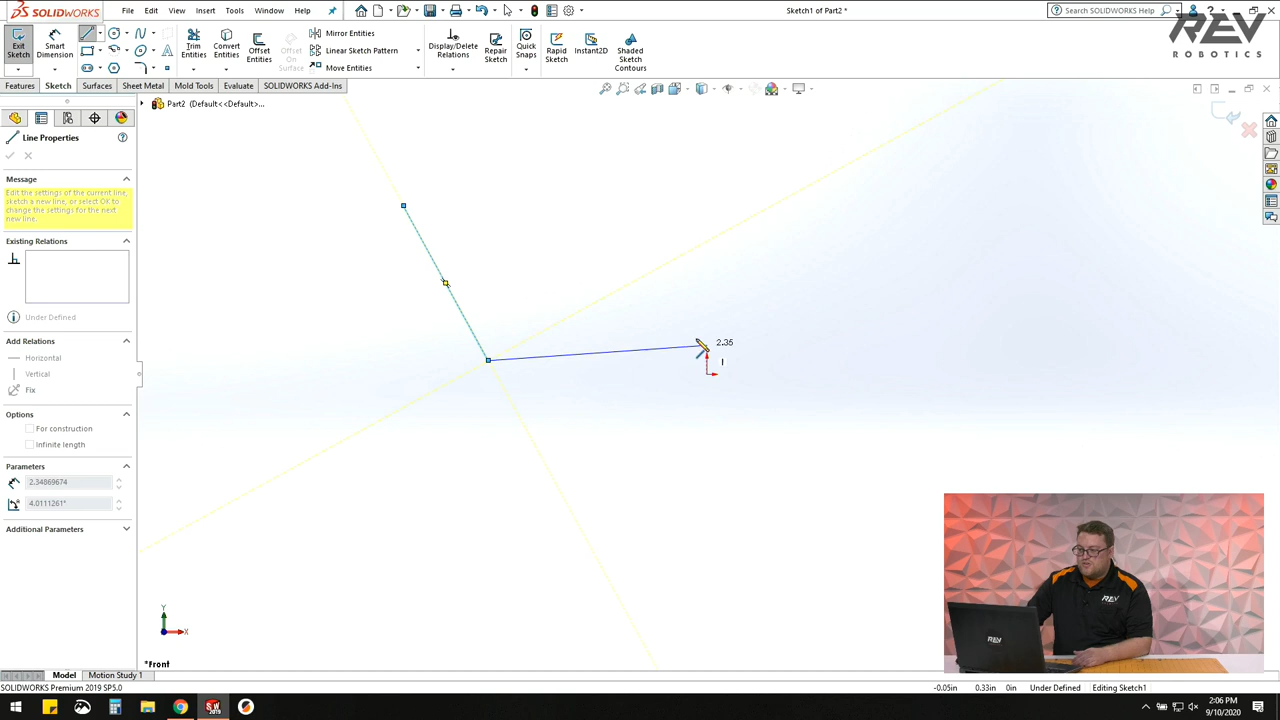 SOLIDWORKS
File Edit View Insert Tools Window Help
Sketch1 of Part2 *
Search SOLIDWORKS Help
REV
ROBOTICS
Exit Sketch
Smart Dimension
Trim Entities
Convert Entities
Offset Entities
Offset On Surface
Mirror Entities
Linear Sketch Pattern
Move Entities
Display/Delete Relations
Repair Sketch
Quick Snaps
Rapid Sketch
Instant2D
Shaded Sketch Contours
Features Sketch Surfaces Sheet Metal Mold Tools Evaluate SOLIDWORKS Add-Ins
Part2 (Default<<Default>...
Line Properties
Message
Edit the settings of the current line,
sketch a new line, or select OK to
change the settings for the next
new line.
Existing Relations
Under Defined
Add Relations
Horizontal
Vertical
Fix
Options
For construction
Infinite length
Parameters
2.34869674
4.0111261°
Additional Parameters
2.35
Y
X
*Front
REV
ROBOTICS
REV
Model Motion Study 1
SOLIDWORKS Premium 2019 SP5.0
-0.05in 0.33in 0in Under Defined Editing Sketch1
2:06 PM
9/10/2020